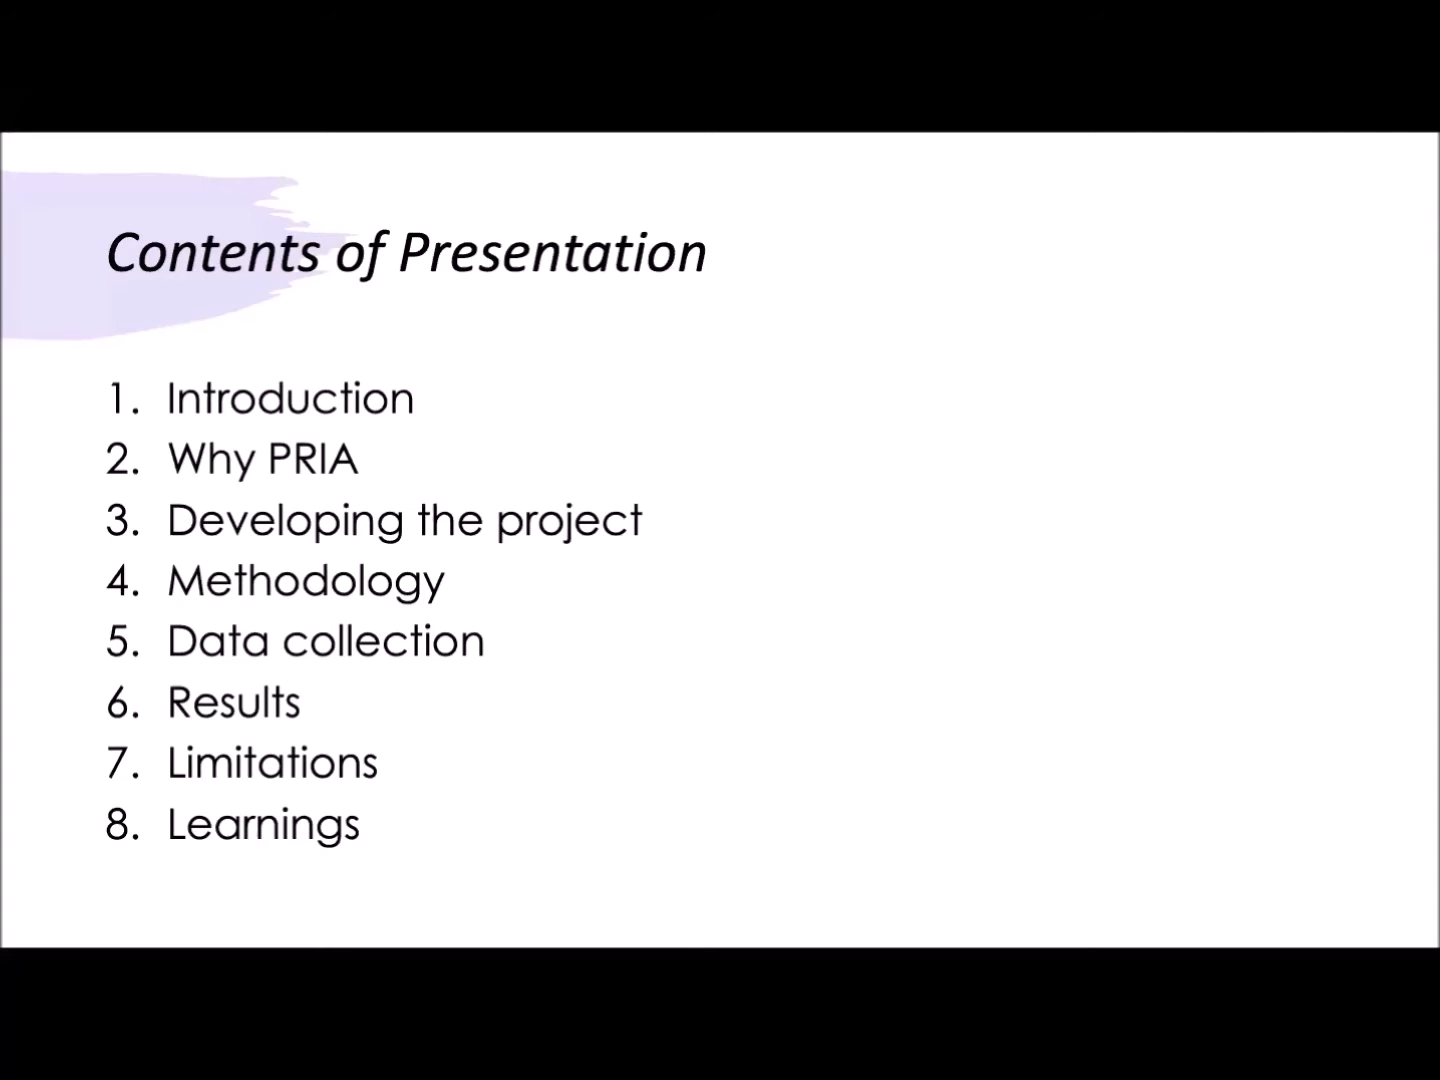 Contents of Presentation
1. Introduction
2. Why PRIA
3. Developing the project
4. Methodology
5. Data collection
6. Results
7. Limitations
8. Learnings